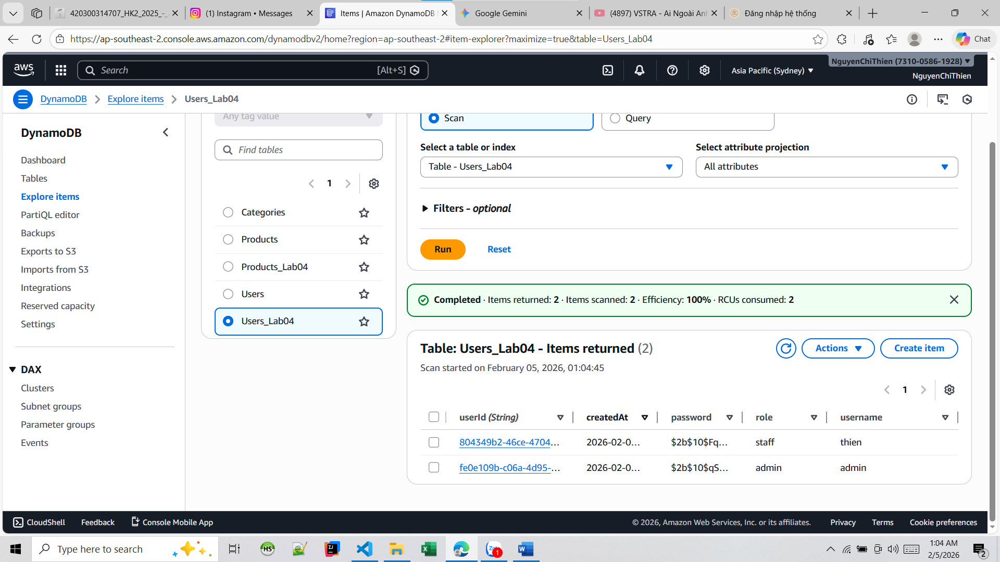 420300314707_HK2_2025_-_
(1) Instagram • Messages
Items | Amazon DynamoDB
Google Gemini
(4897) VSTRA - Ai Ngoài Anh
Đăng nhập hệ thống
https://ap-southeast-2.console.aws.amazon.com/dynamodbv2/home?region=ap-southeast-2#item-explorer?maximize=true&table=Users_Lab04
Chat
aws
Search
[Alt+S]
Asia Pacific (Sydney)
NguyenChiThien (7310-0586-1928)
NguyenChiThien
DynamoDB
Explore items
Users_Lab04
DynamoDB
Dashboard
Tables
Explore items
PartiQL editor
Backups
Exports to S3
Imports from S3
Integrations
Reserved capacity
Settings
DAX
Clusters
Subnet groups
Parameter groups
Events
Any tag value
Find tables
1
Categories
Products
Products_Lab04
Users
Users_Lab04
Scan
Query
Select a table or index
Select attribute projection
Table - Users_Lab04
All attributes
Filters - optional
Run
Reset
Completed · Items returned: 2 · Items scanned: 2 · Efficiency: 100% · RCUs consumed: 2
Table: Users_Lab04 - Items returned (2)
Actions
Create item
Scan started on February 05, 2026, 01:04:45
1
userId (String)
createdAt
password
role
username
804349b2-46ce-4704...
2026-02-0...
$2b$10$Fq...
staff
thien
fe0e109b-c06a-4d95-...
2026-02-0...
$2b$10$qS...
admin
admin
CloudShell
Feedback
Console Mobile App
© 2026, Amazon Web Services, Inc. or its affiliates.
Privacy
Terms
Cookie preferences
Type here to search
HS
IJ
1
1:04 AM
2/5/2026
2